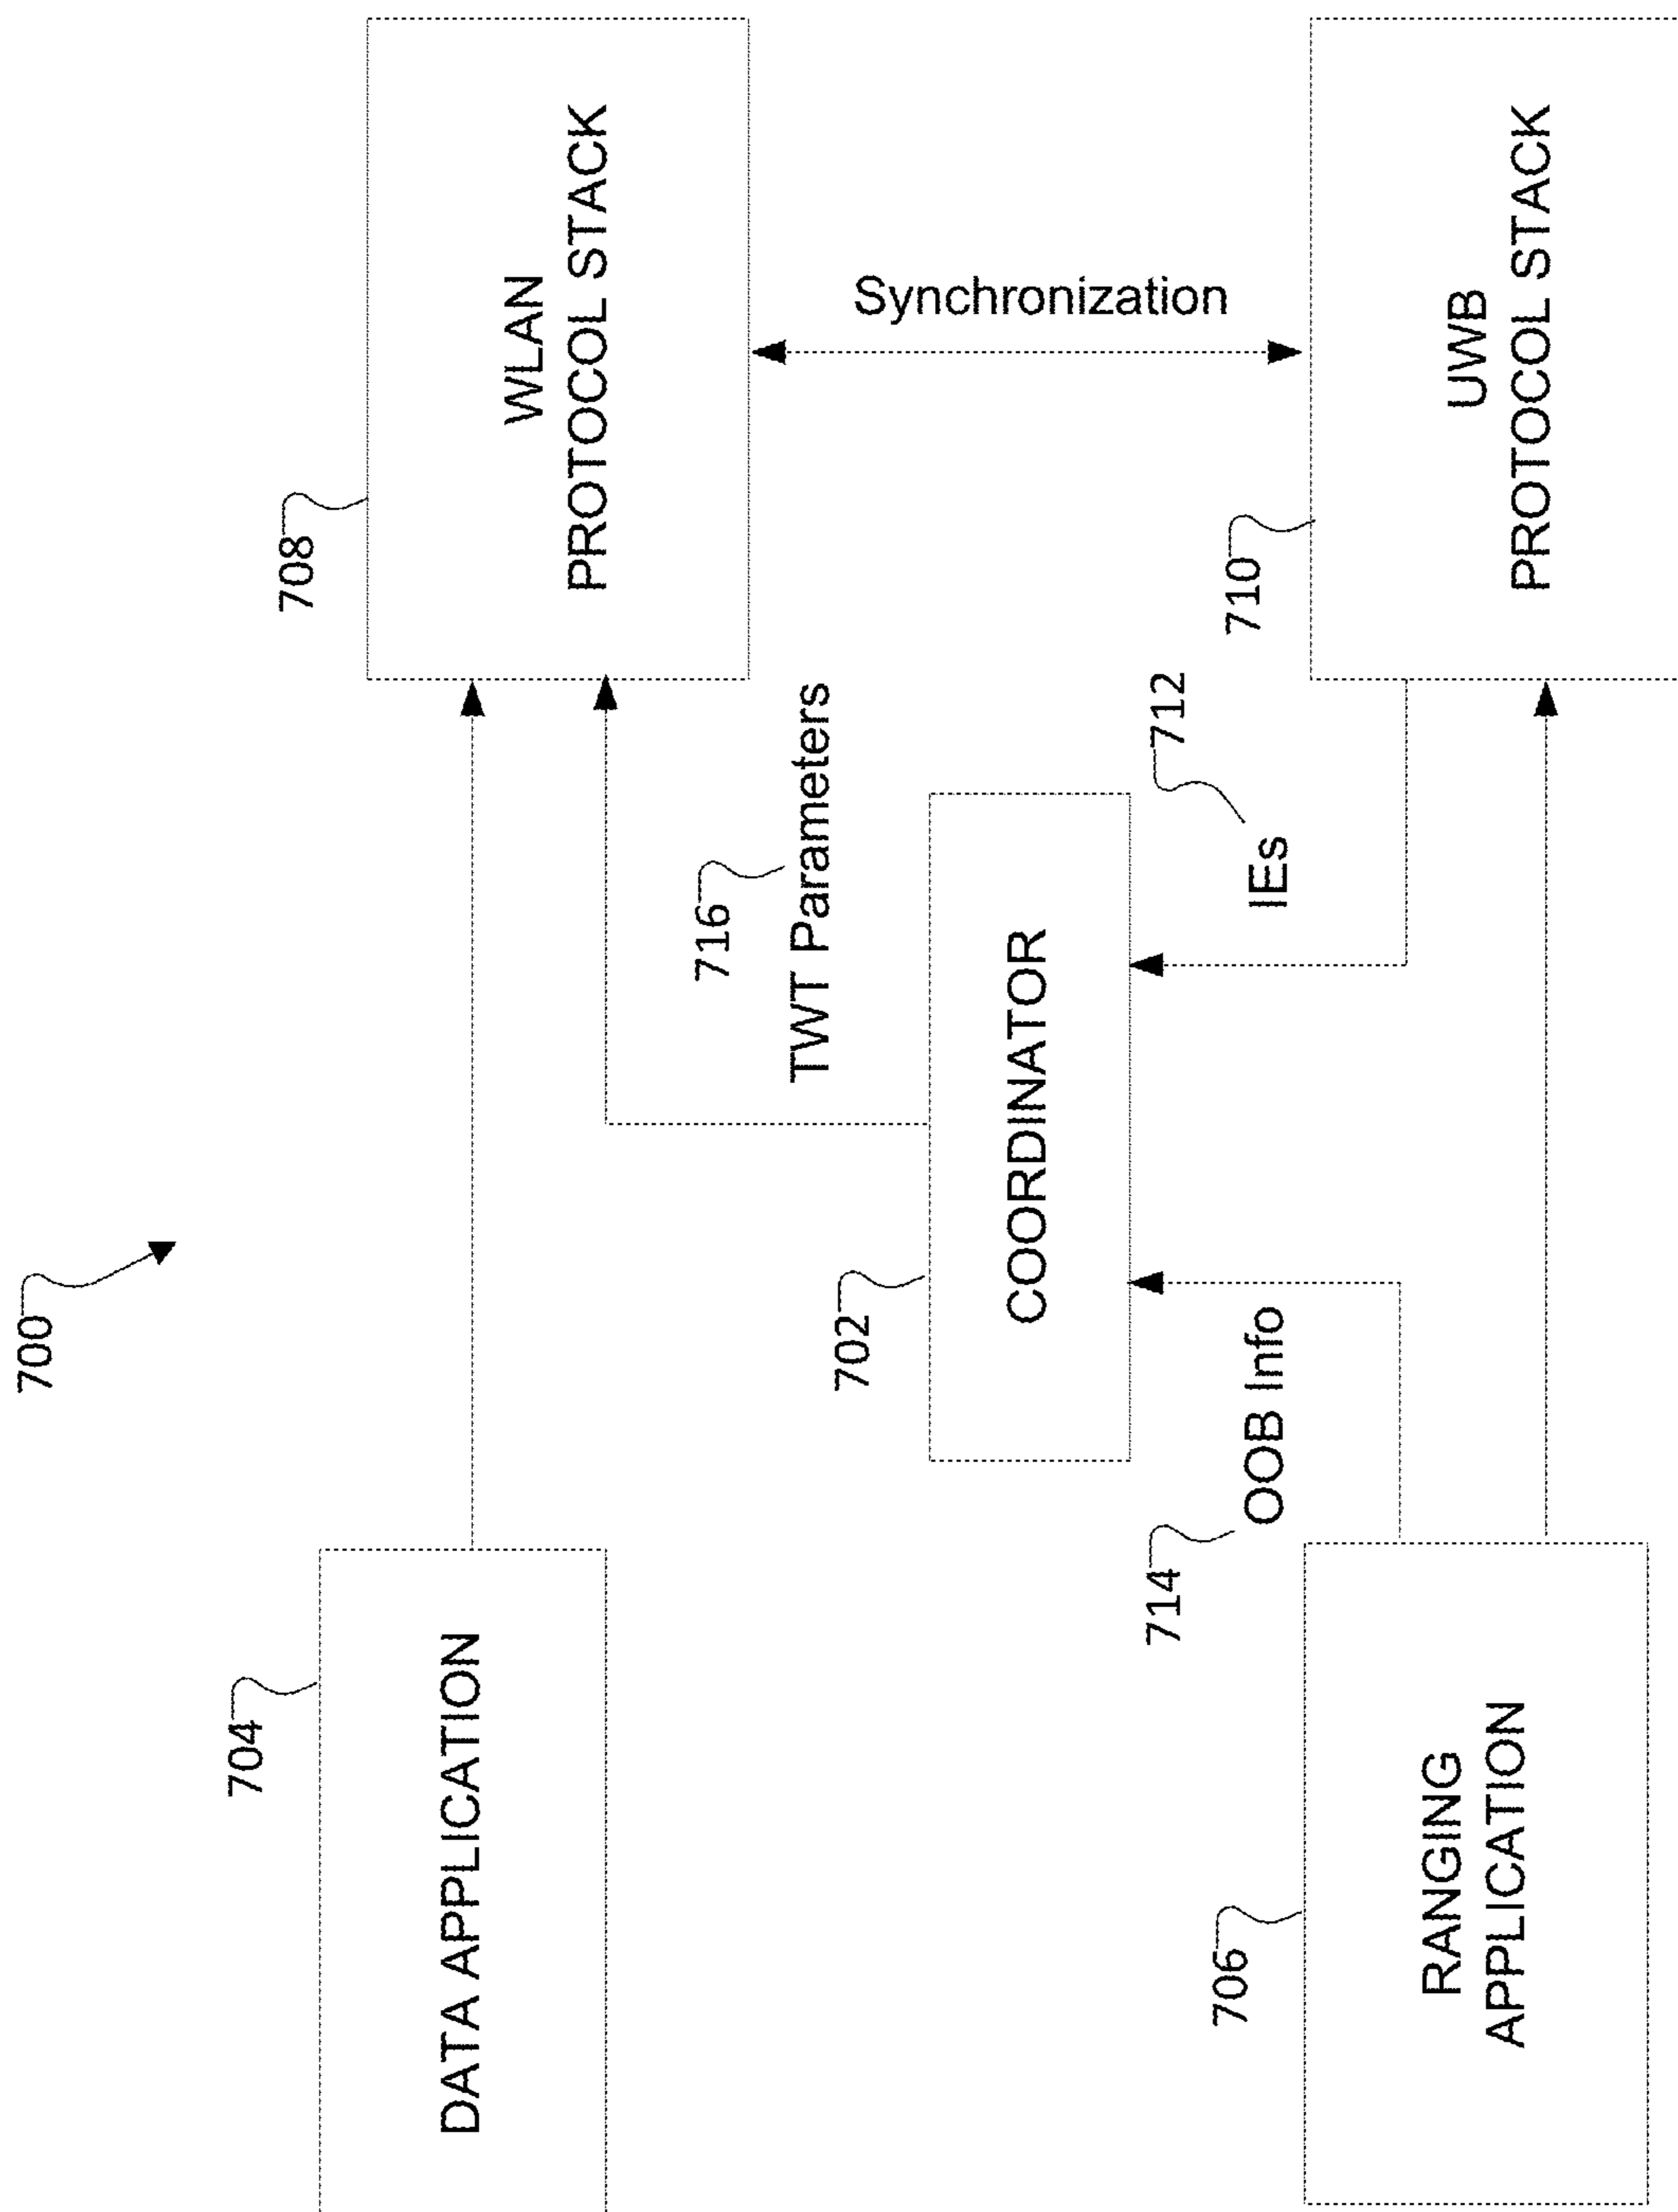 700
704
DATA APPLICATION
708
WLAN
PROTOCOL STACK
716
TWT Parameters
702
COORDINATOR
Synchronization
714
OOB Info
712
IEs
706
RANGING
APPLICATION
710
UWB
PROTOCOL STACK